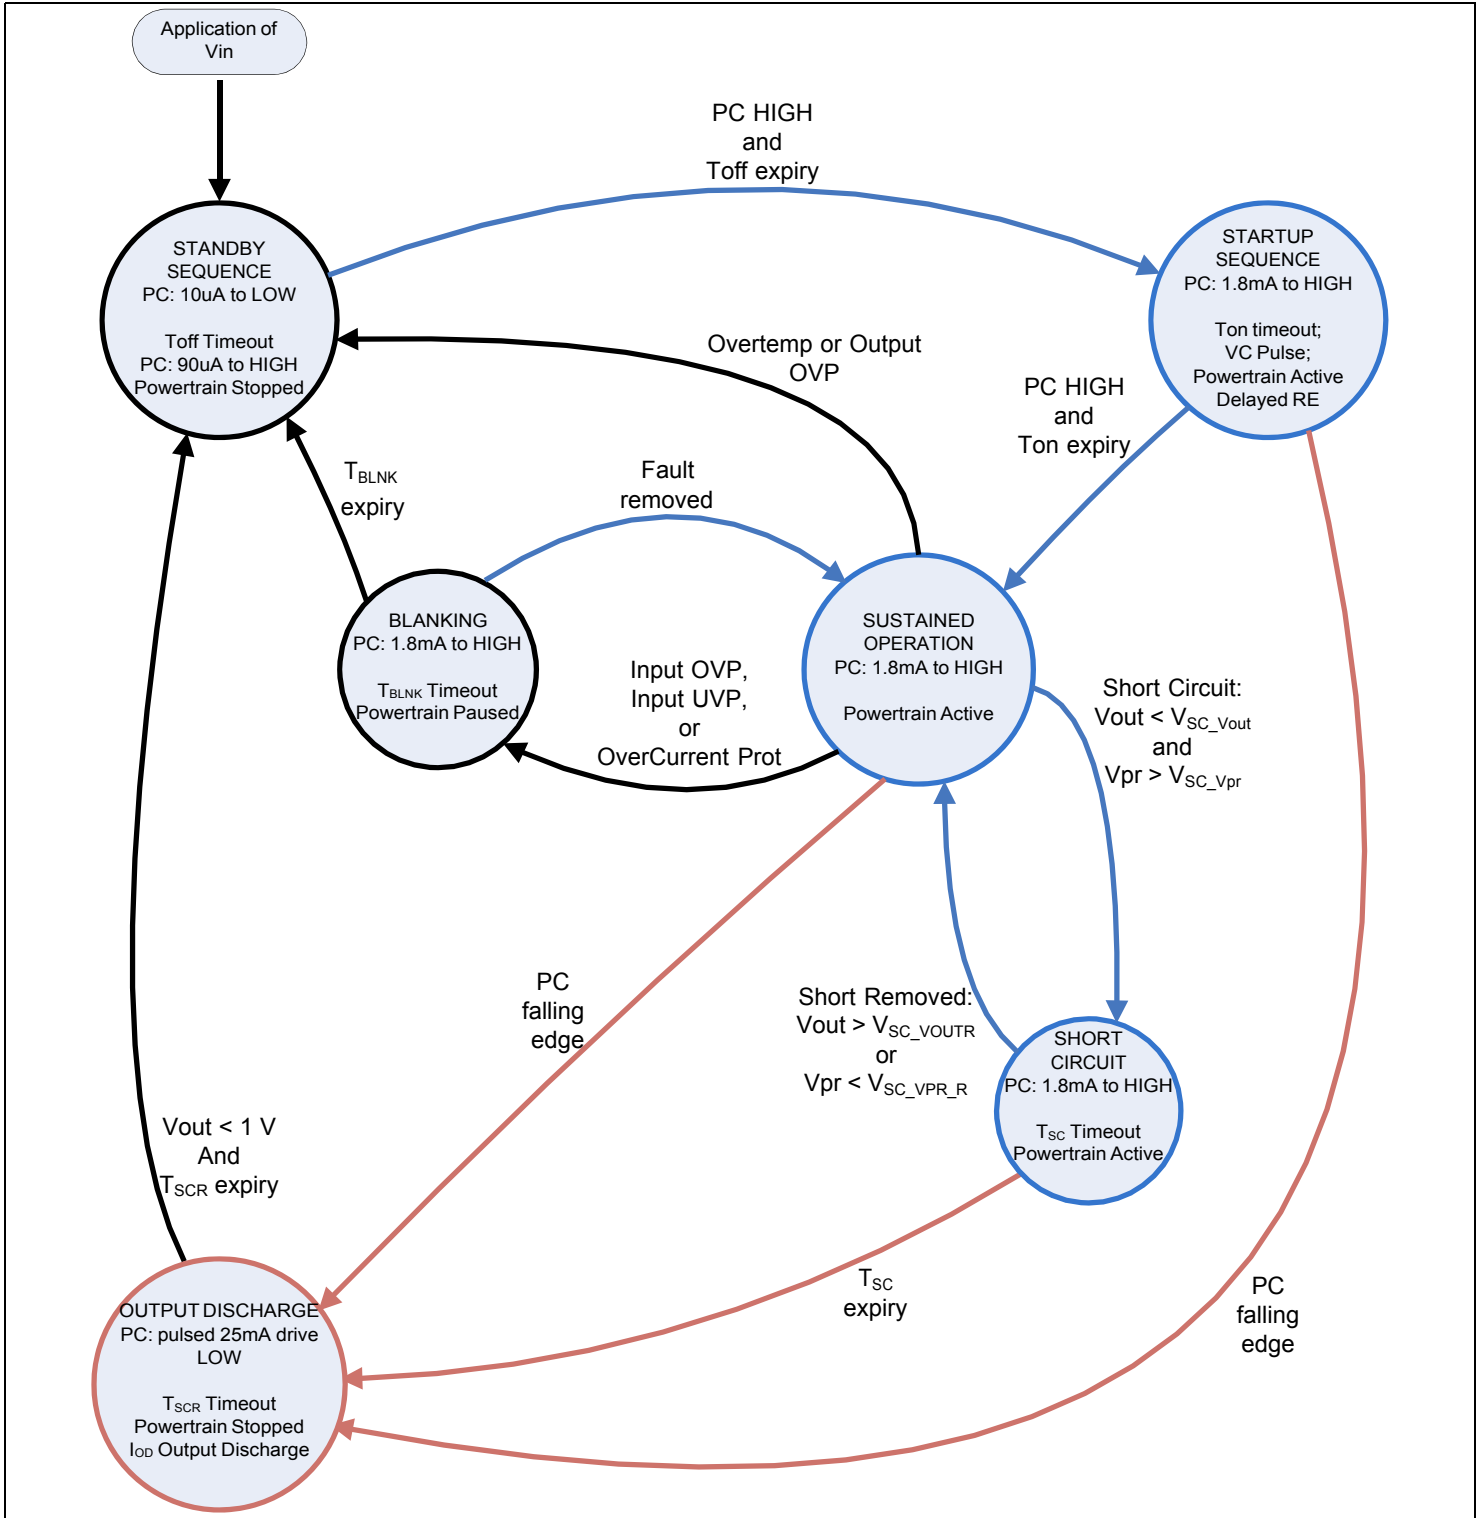 Application of
Vin
PC HIGH
and
Toff expiry
STANDBY
SEQUENCE
PC: 10uA to LOW
Toff Timeout
PC: 90uA to HIGH
Powertrain Stopped
STARTUP
SEQUENCE
PC: 1.8mA to HIGH
Ton timeout;
VC Pulse;
Powertrain Active
Delayed RE
Overtemp or Output
OVP
PC HIGH
and
Ton expiry
TBLNK
expiry
Fault
removed
BLANKING
PC: 1.8mA to HIGH
TBLNK Timeout
Powertrain Paused
Input OVP,
Input UVP,
or
OverCurrent Prot
SUSTAINED
OPERATION
PC: 1.8mA to HIGH
Powertrain Active
Short Circuit:
Vout < VSC_Vout
and
Vpr > VSC_Vpr
PC
falling
edge
Short Removed:
Vout > VSC_VOUTR
or
Vpr < VSC_VPR_R
SHORT
CIRCUIT
PC: 1.8mA to HIGH
TSC Timeout
Powertrain Active
Vout < 1 V
And
TSCR expiry
TSC
expiry
PC
falling
edge
OUTPUT DISCHARGE
PC: pulsed 25mA drive
LOW
TSCR Timeout
Powertrain Stopped
IOD Output Discharge